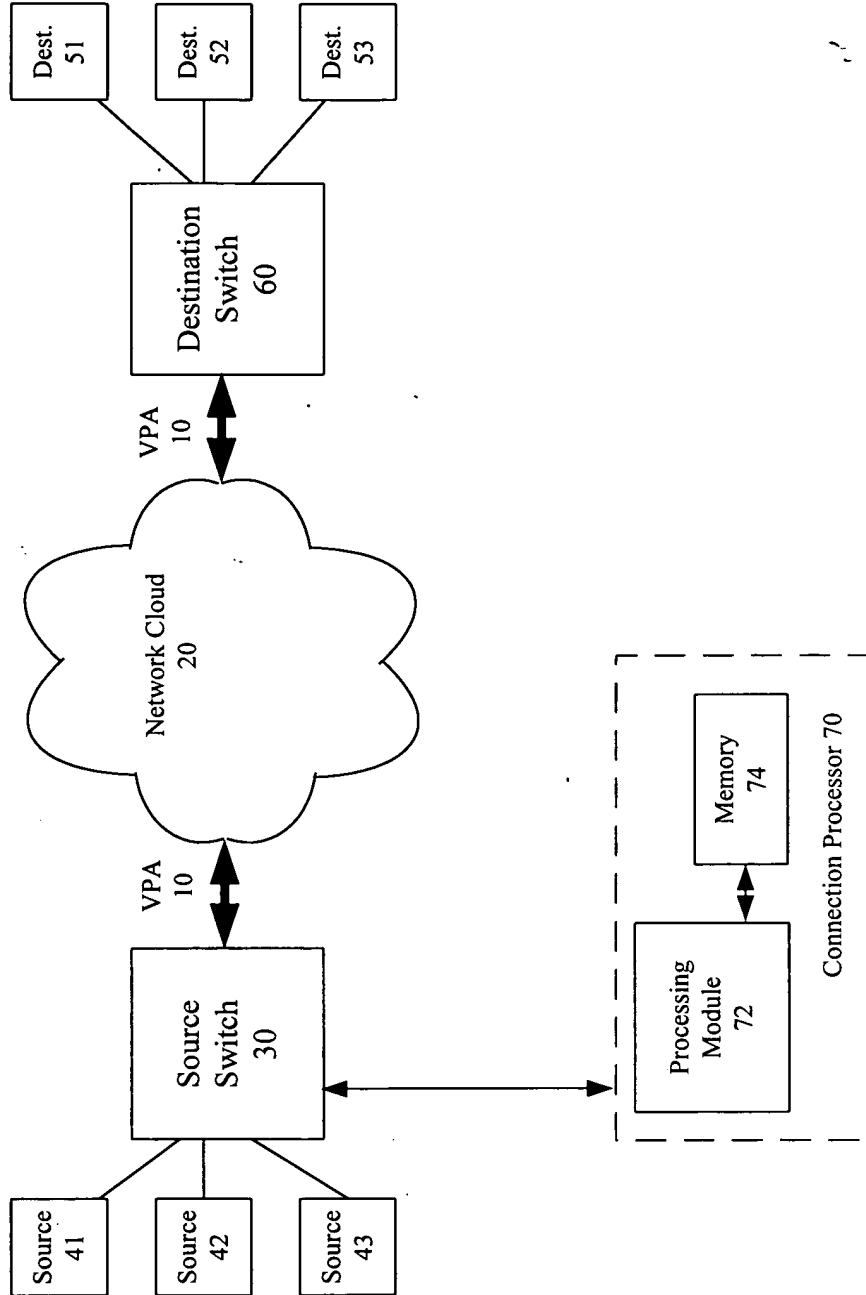 Source
41
Source
42
Source
43
Source
Switch
30
VPA
10
Network Cloud
20
VPA
10
Destination
Switch
60
Dest.
51
Dest.
52
Dest.
53
Processing
Module
72
Memory
74
Connection Processor 70